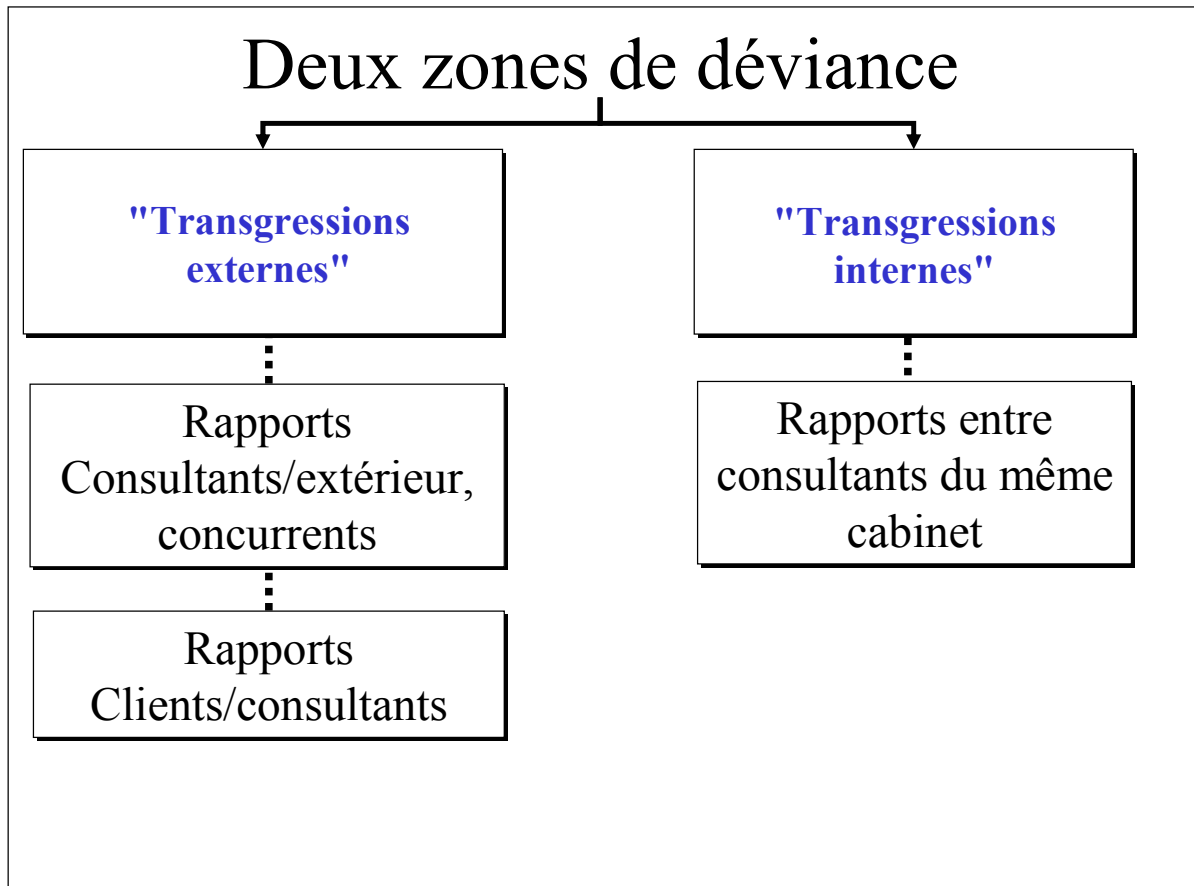 Deux zones de déviance
"Transgressions
externes"
Rapports
Consultants/extérieur,
concurrents
Rapports
Clients/consultants
"Transgressions
internes"
Rapports entre
consultants du même
cabinet